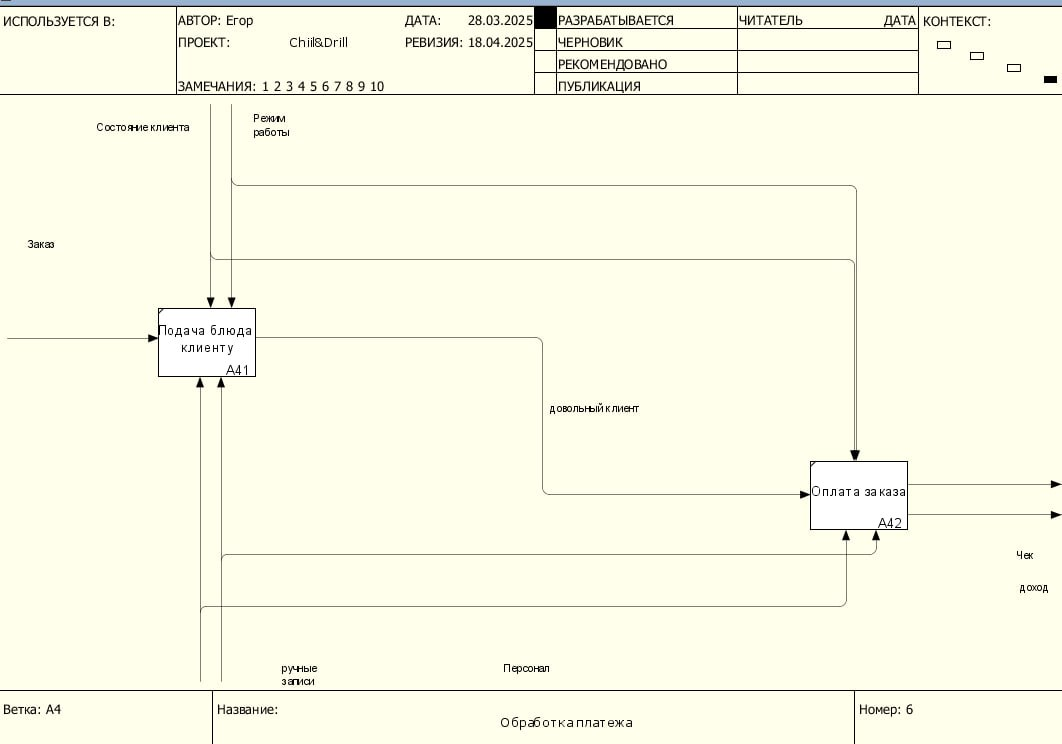 ИСПОЛЬЗУЕТСЯ В:
АВТОР: Егор
ДАТА: 28.03.2025
РАЗРАБАТЫВАЕТСЯ
ЧИТАТЕЛЬ
ДАТА
КОНТЕКСТ:
ПРОЕКТ: Chiil&Drill
РЕВИЗИЯ: 18.04.2025
ЧЕРНОВИК
РЕКОМЕНДОВАНО
ЗАМЕЧАНИЯ: 1 2 3 4 5 6 7 8 9 10
ПУБЛИКАЦИЯ
Состояние клиента
Режим
работы
Заказ
Подача блюда
клиенту
A41
довольный клиент
Оплата заказа
A42
Чек
доход
ручные
записи
Персонал
Ветка: A4
Название:
Обработка платежа
Номер: 6